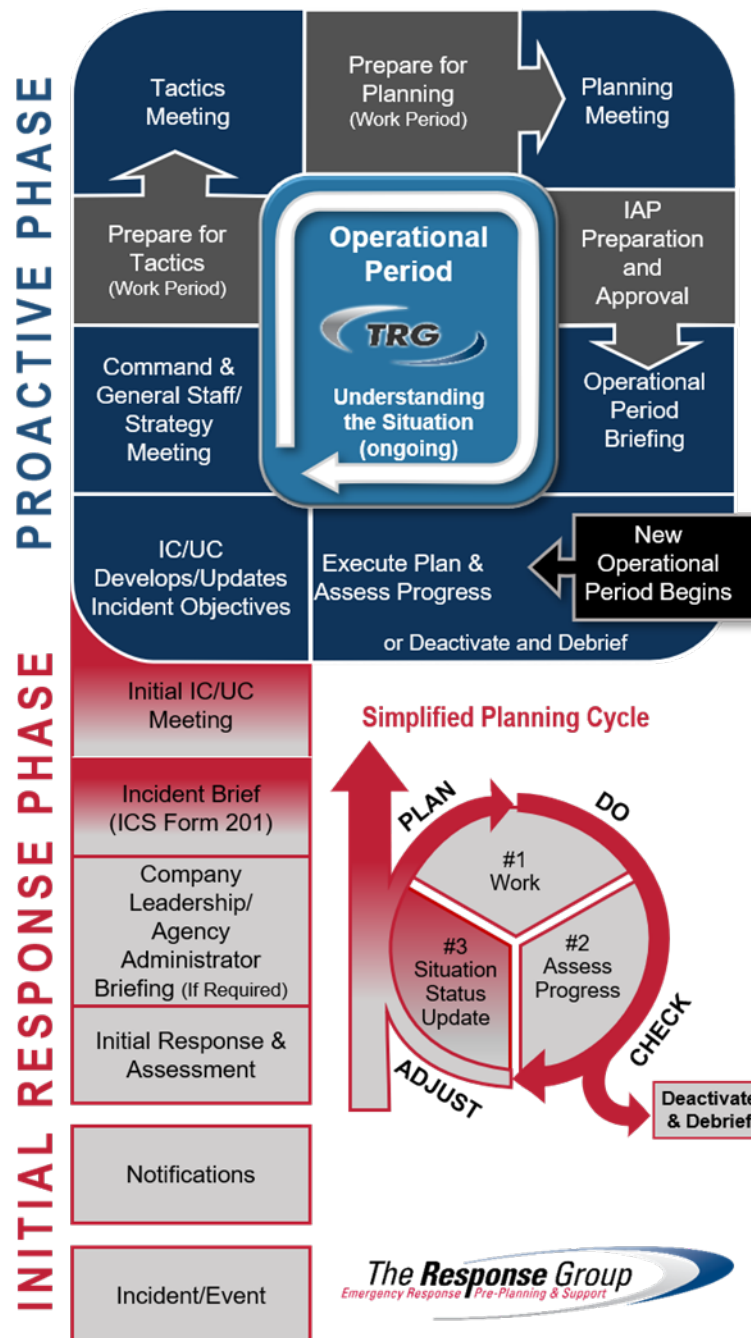 PROACTIVE PHASE
Tactics
Meeting
Prepare for
Planning
(Work Period)
Planning
Meeting
Prepare for
Tactics
(Work Period)
Operational
Period
TRG
Understanding
the Situation
(ongoing)
IAP
Preparation
and
Approval
Command &
General Staff/
Strategy
Meeting
Operational
Period
Briefing
IC/UC
Develops/Updates
Incident Objectives
Execute Plan &
Assess Progress
or Deactivate and Debrief
New
Operational
Period Begins
INITIAL RESPONSE PHASE
Initial IC/UC
Meeting
Incident Brief
(ICS Form 201)
Company
Leadership/
Agency
Administrator
Briefing (If Required)
Initial Response &
Assessment
Notifications
Incident/Event
Simplified Planning Cycle
PLAN
DO
CHECK
ADJUST
#1
Work
#2
Assess
Progress
#3
Situation
Status
Update
Deactivate
& Debrief
The Response Group
Emergency Response Pre-Planning & Support